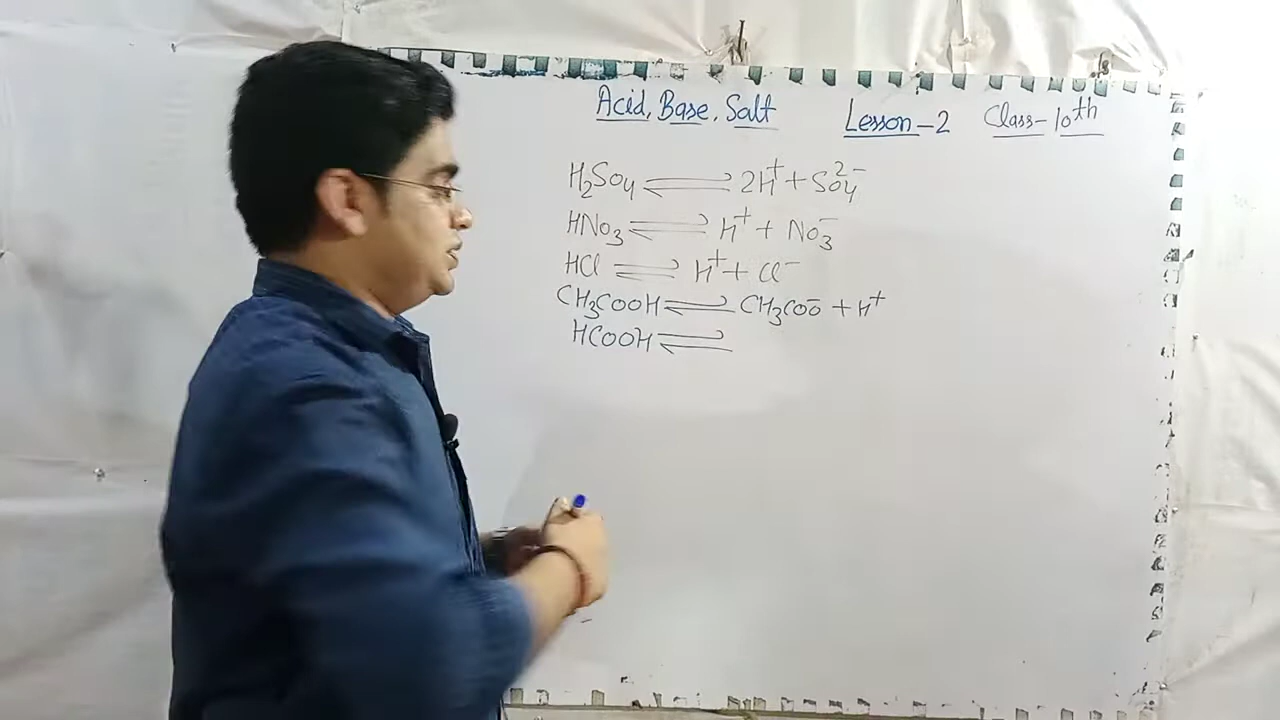 Acid, Base, Salt Lesson-2 Class-10th
H₂So₄ ⇌ 2H⁺ + So₄²⁻
HNo₃ ⇌ H⁺ + No₃⁻
HCl ⇌ H⁺ + Cl⁻
CH₃COOH ⇌ CH₃COO⁻ + H⁺
HCOOH ⇌